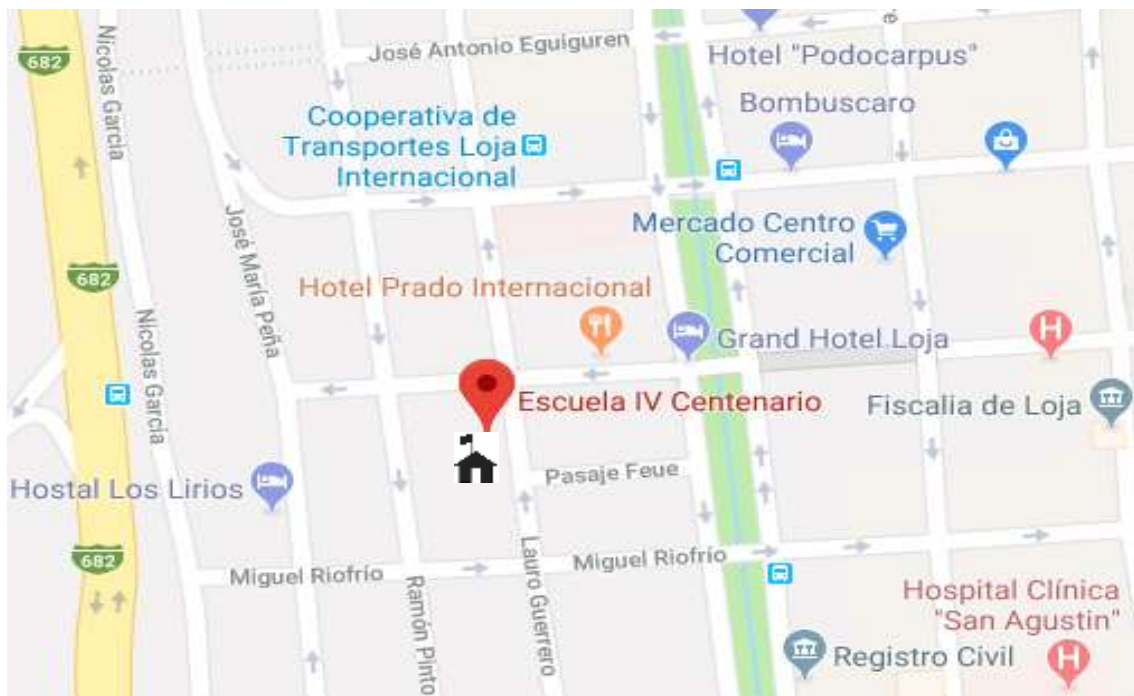 José Antonio Eguiguren
Hotel "Podocarpus"
682
Nicolas García
Bombuscaro
Cooperativa de
Transportes Loja
Internacional
José María Peña
Mercado Centro
Comercial
682
Hotel Prado Internacional
Nicolas García
Grand Hotel Loja
Escuela IV Centenario
Fiscalia de Loja
Pasaje Feue
Hostal Los Lirios
682
Miguel Riofrío
Miguel Riofrío
Ramón Pinto
Lauro Guerrero
Hospital Clínica
"San Agustin"
Registro Civil
H
H